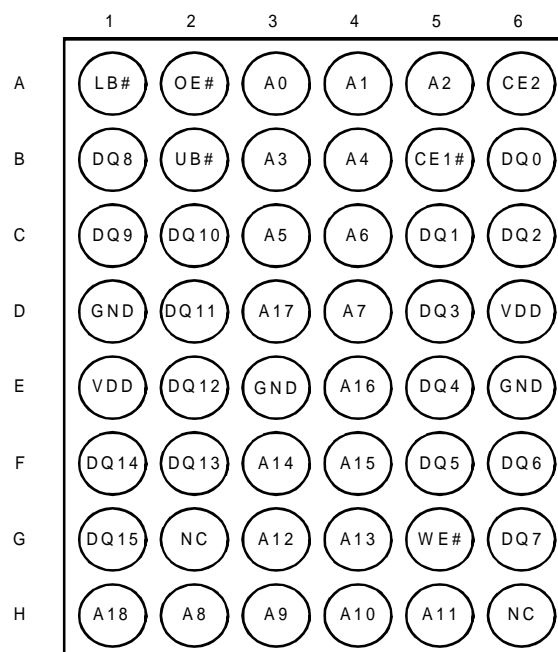 1 2 3 4 5 6
A LB# OE# A0 A1 A2 CE2
B DQ8 UB# A3 A4 CE1# DQ0
C DQ9 DQ10 A5 A6 DQ1 DQ2
D GND DQ11 A17 A7 DQ3 VDD
E VDD DQ12 GND A16 DQ4 GND
F DQ14 DQ13 A14 A15 DQ5 DQ6
G DQ15 NC A12 A13 WE# DQ7
H A18 A8 A9 A10 A11 NC